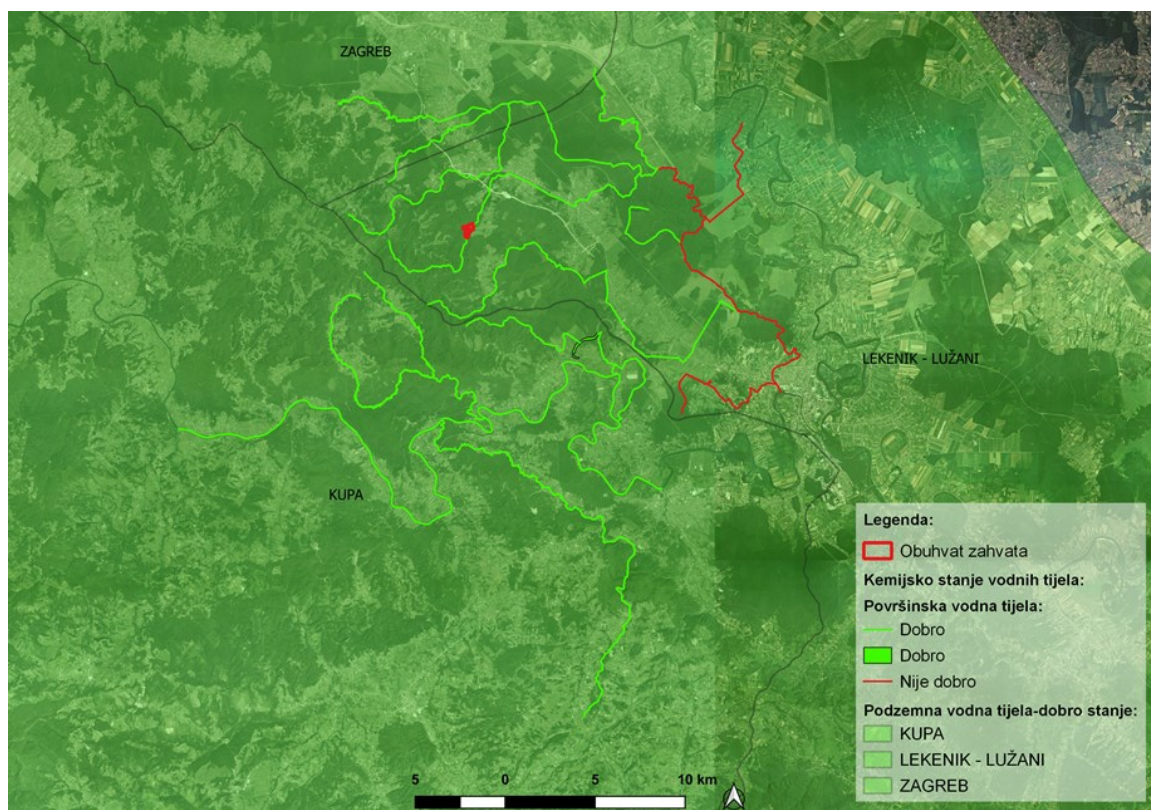 ZAGREB
LEKENIK - LUŽANI
KUPA
Legenda:
Obuhvat zahvata
Kemijsko stanje vodnih tijela:
Površinska vodna tijela:
Dobro
Dobro
Nije dobro
Podzemna vodna tijela-dobro stanje:
KUPA
LEKENIK - LUŽANI
ZAGREB
5 0 5 10 km